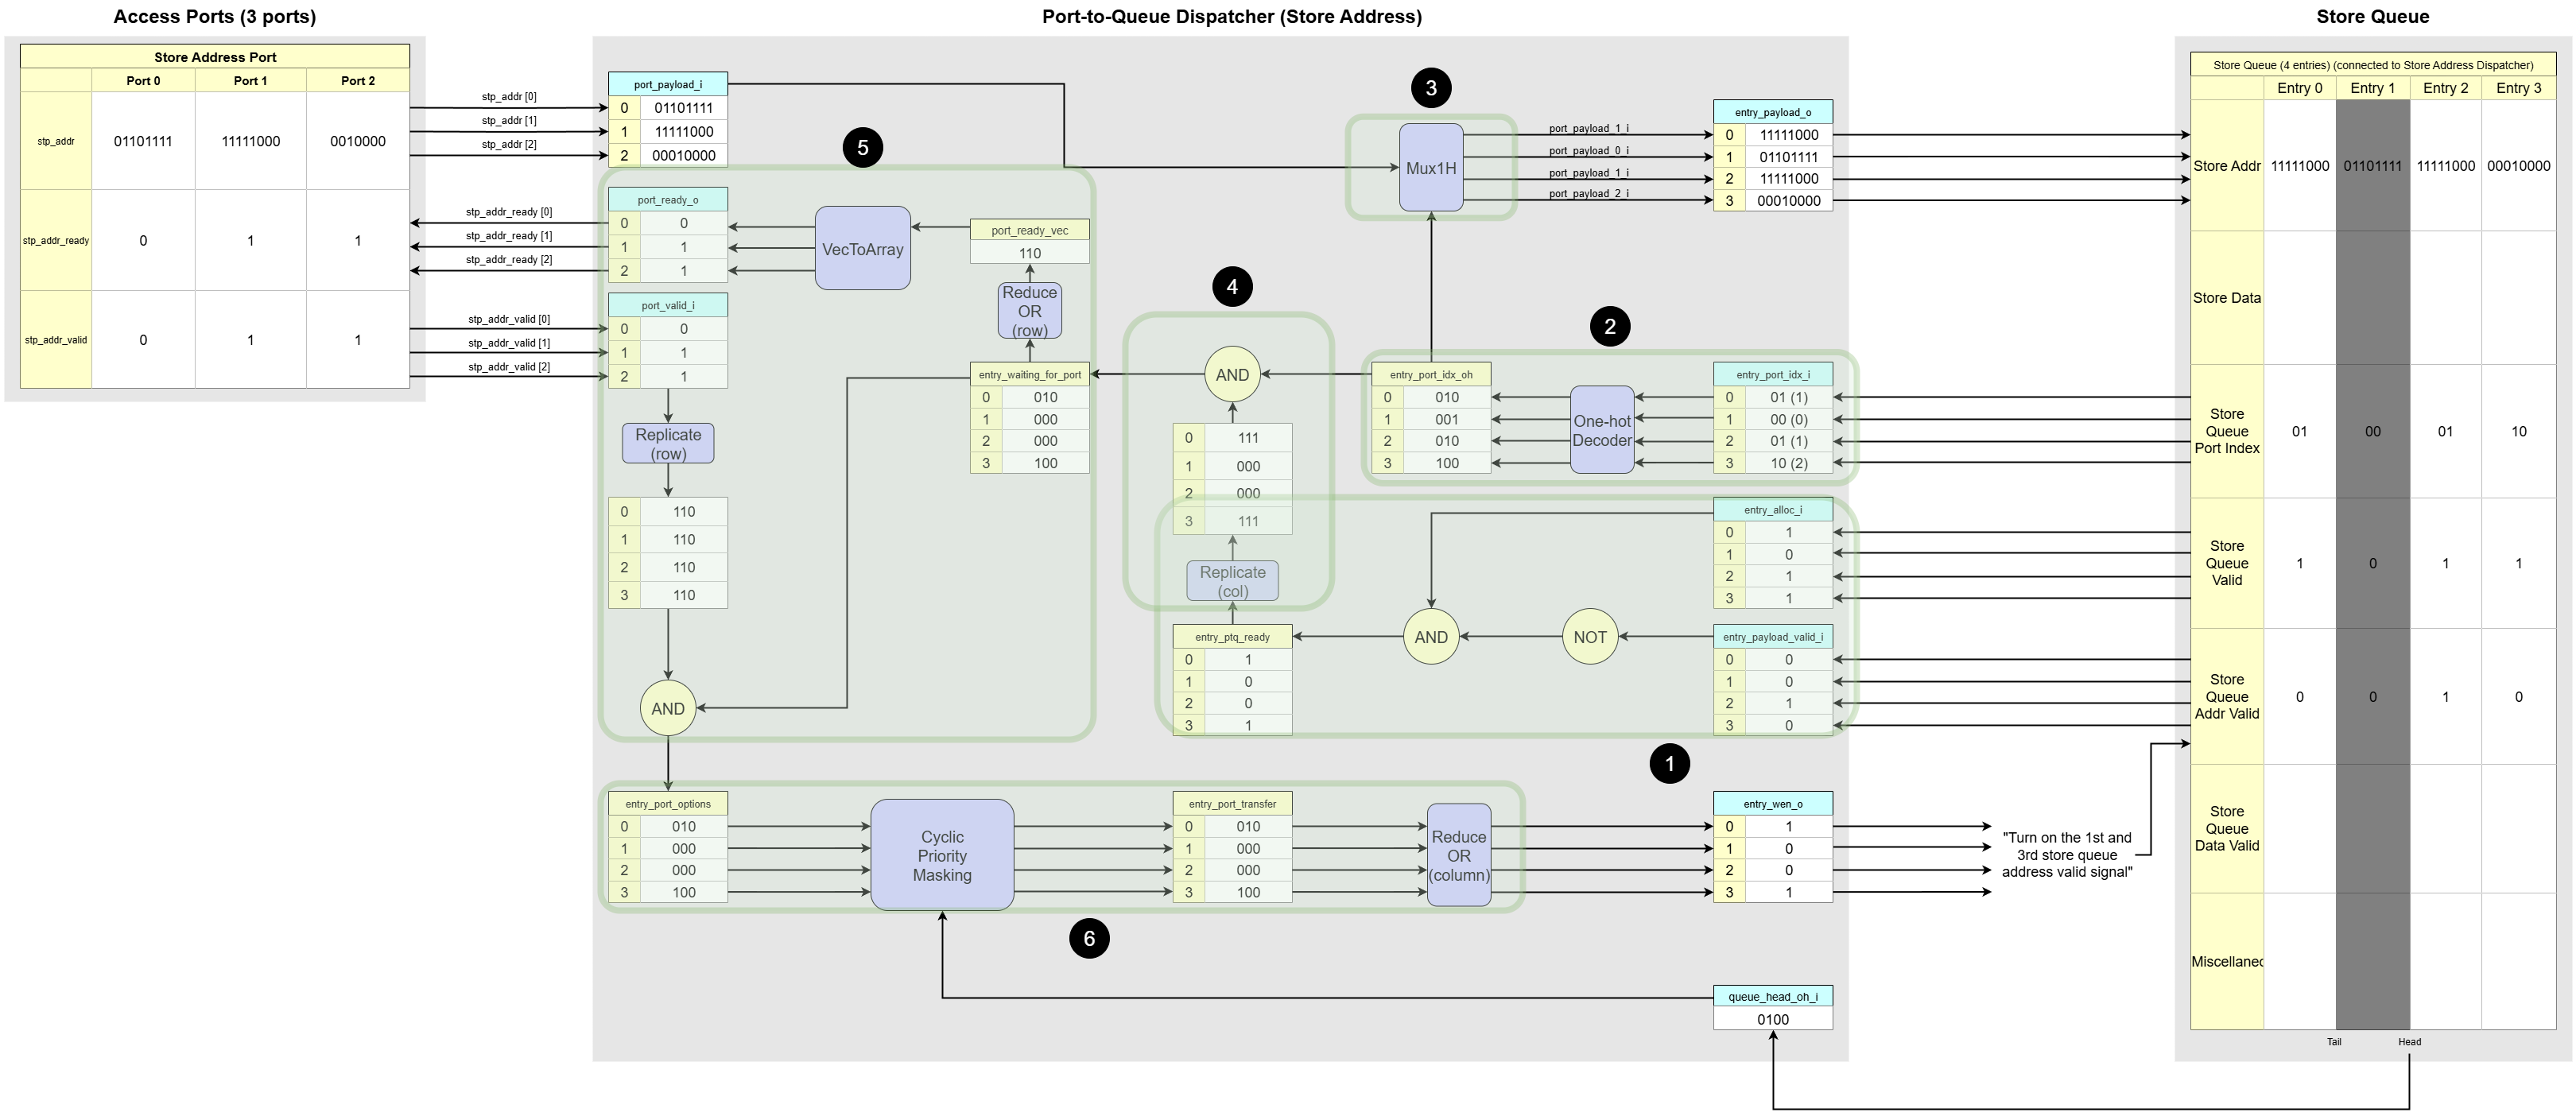 Access Ports (3 ports)
Port-to-Queue Dispatcher (Store Address)
Store Queue
Store Address Port
Port 0 Port 1 Port 2
stp_addr 01101111 11111000 0010000
stp_addr_ready 0 1 1
stp_addr_valid 0 1 1
stp_addr [0]
stp_addr [1]
stp_addr [2]
stp_addr_ready [0]
stp_addr_ready [1]
stp_addr_ready [2]
stp_addr_valid [0]
stp_addr_valid [1]
stp_addr_valid [2]
port_payload_i
0 01101111
1 11111000
2 00010000
5
port_ready_o
0 0
1 1
2 1
VecToArray
port_ready_vec
110
Reduce
OR
(row)
port_valid_i
0 0
1 1
2 1
Replicate
(row)
0 110
1 110
2 110
3 110
AND
entry_waiting_for_port
0 010
1 000
2 000
3 100
4
AND
0 111
1 000
2 000
3 111
Replicate
(col)
entry_ptq_ready
0 1
1 0
2 0
3 1
3
Mux1H
port_payload_1_i
port_payload_0_i
port_payload_1_i
port_payload_2_i
entry_payload_o
0 11111000
1 01101111
2 11111000
3 00010000
2
entry_port_idx_oh
0 010
1 001
2 010
3 100
One-hot
Decoder
entry_port_idx_i
0 01 (1)
1 00 (0)
2 01 (1)
3 10 (2)
entry_alloc_i
0 1
1 0
2 1
3 1
AND
NOT
entry_payload_valid_i
0 0
1 0
2 1
3 0
1
entry_port_options
0 010
1 000
2 000
3 100
Cyclic
Priority
Masking
entry_port_transfer
0 010
1 000
2 000
3 100
Reduce
OR
(column)
entry_wen_o
0 1
1 0
2 0
3 1
"Turn on the 1st and
3rd store queue
address valid signal"
6
queue_head_oh_i
0100
Store Queue (4 entries) (connected to Store Address Dispatcher)
Entry 0 Entry 1 Entry 2 Entry 3
Store Addr 11111000 01101111 11111000 00010000
Store Data
Store
Queue
Port Index
01 00 01 10
Store
Queue
Valid
1 0 1 1
Store
Queue
Addr Valid
0 0 1 0
Store
Queue
Data Valid
Miscellanec
Tail Head